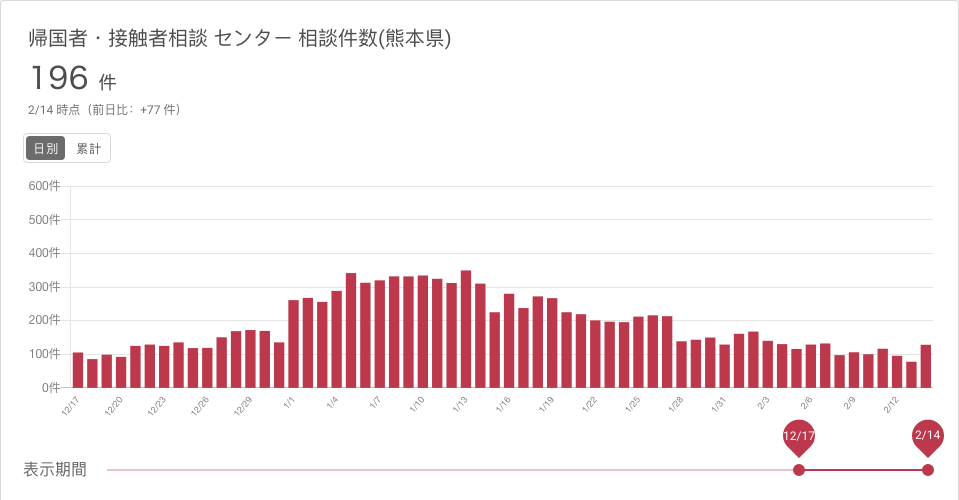 帰国者・接触者相談 センター 相談件数(熊本県)
196 件
2/14 時点（前日比： +77 件）
日別 累計
600件
500件
400件
300件
200件
100件
0件
12/17 12/20 12/23 12/26 12/29 1/1 1/4 1/7 1/10 1/13 1/16 1/19 1/22 1/25 1/28 1/31 2/3 2/6 2/9 2/12
12/17 2/14
表示期間